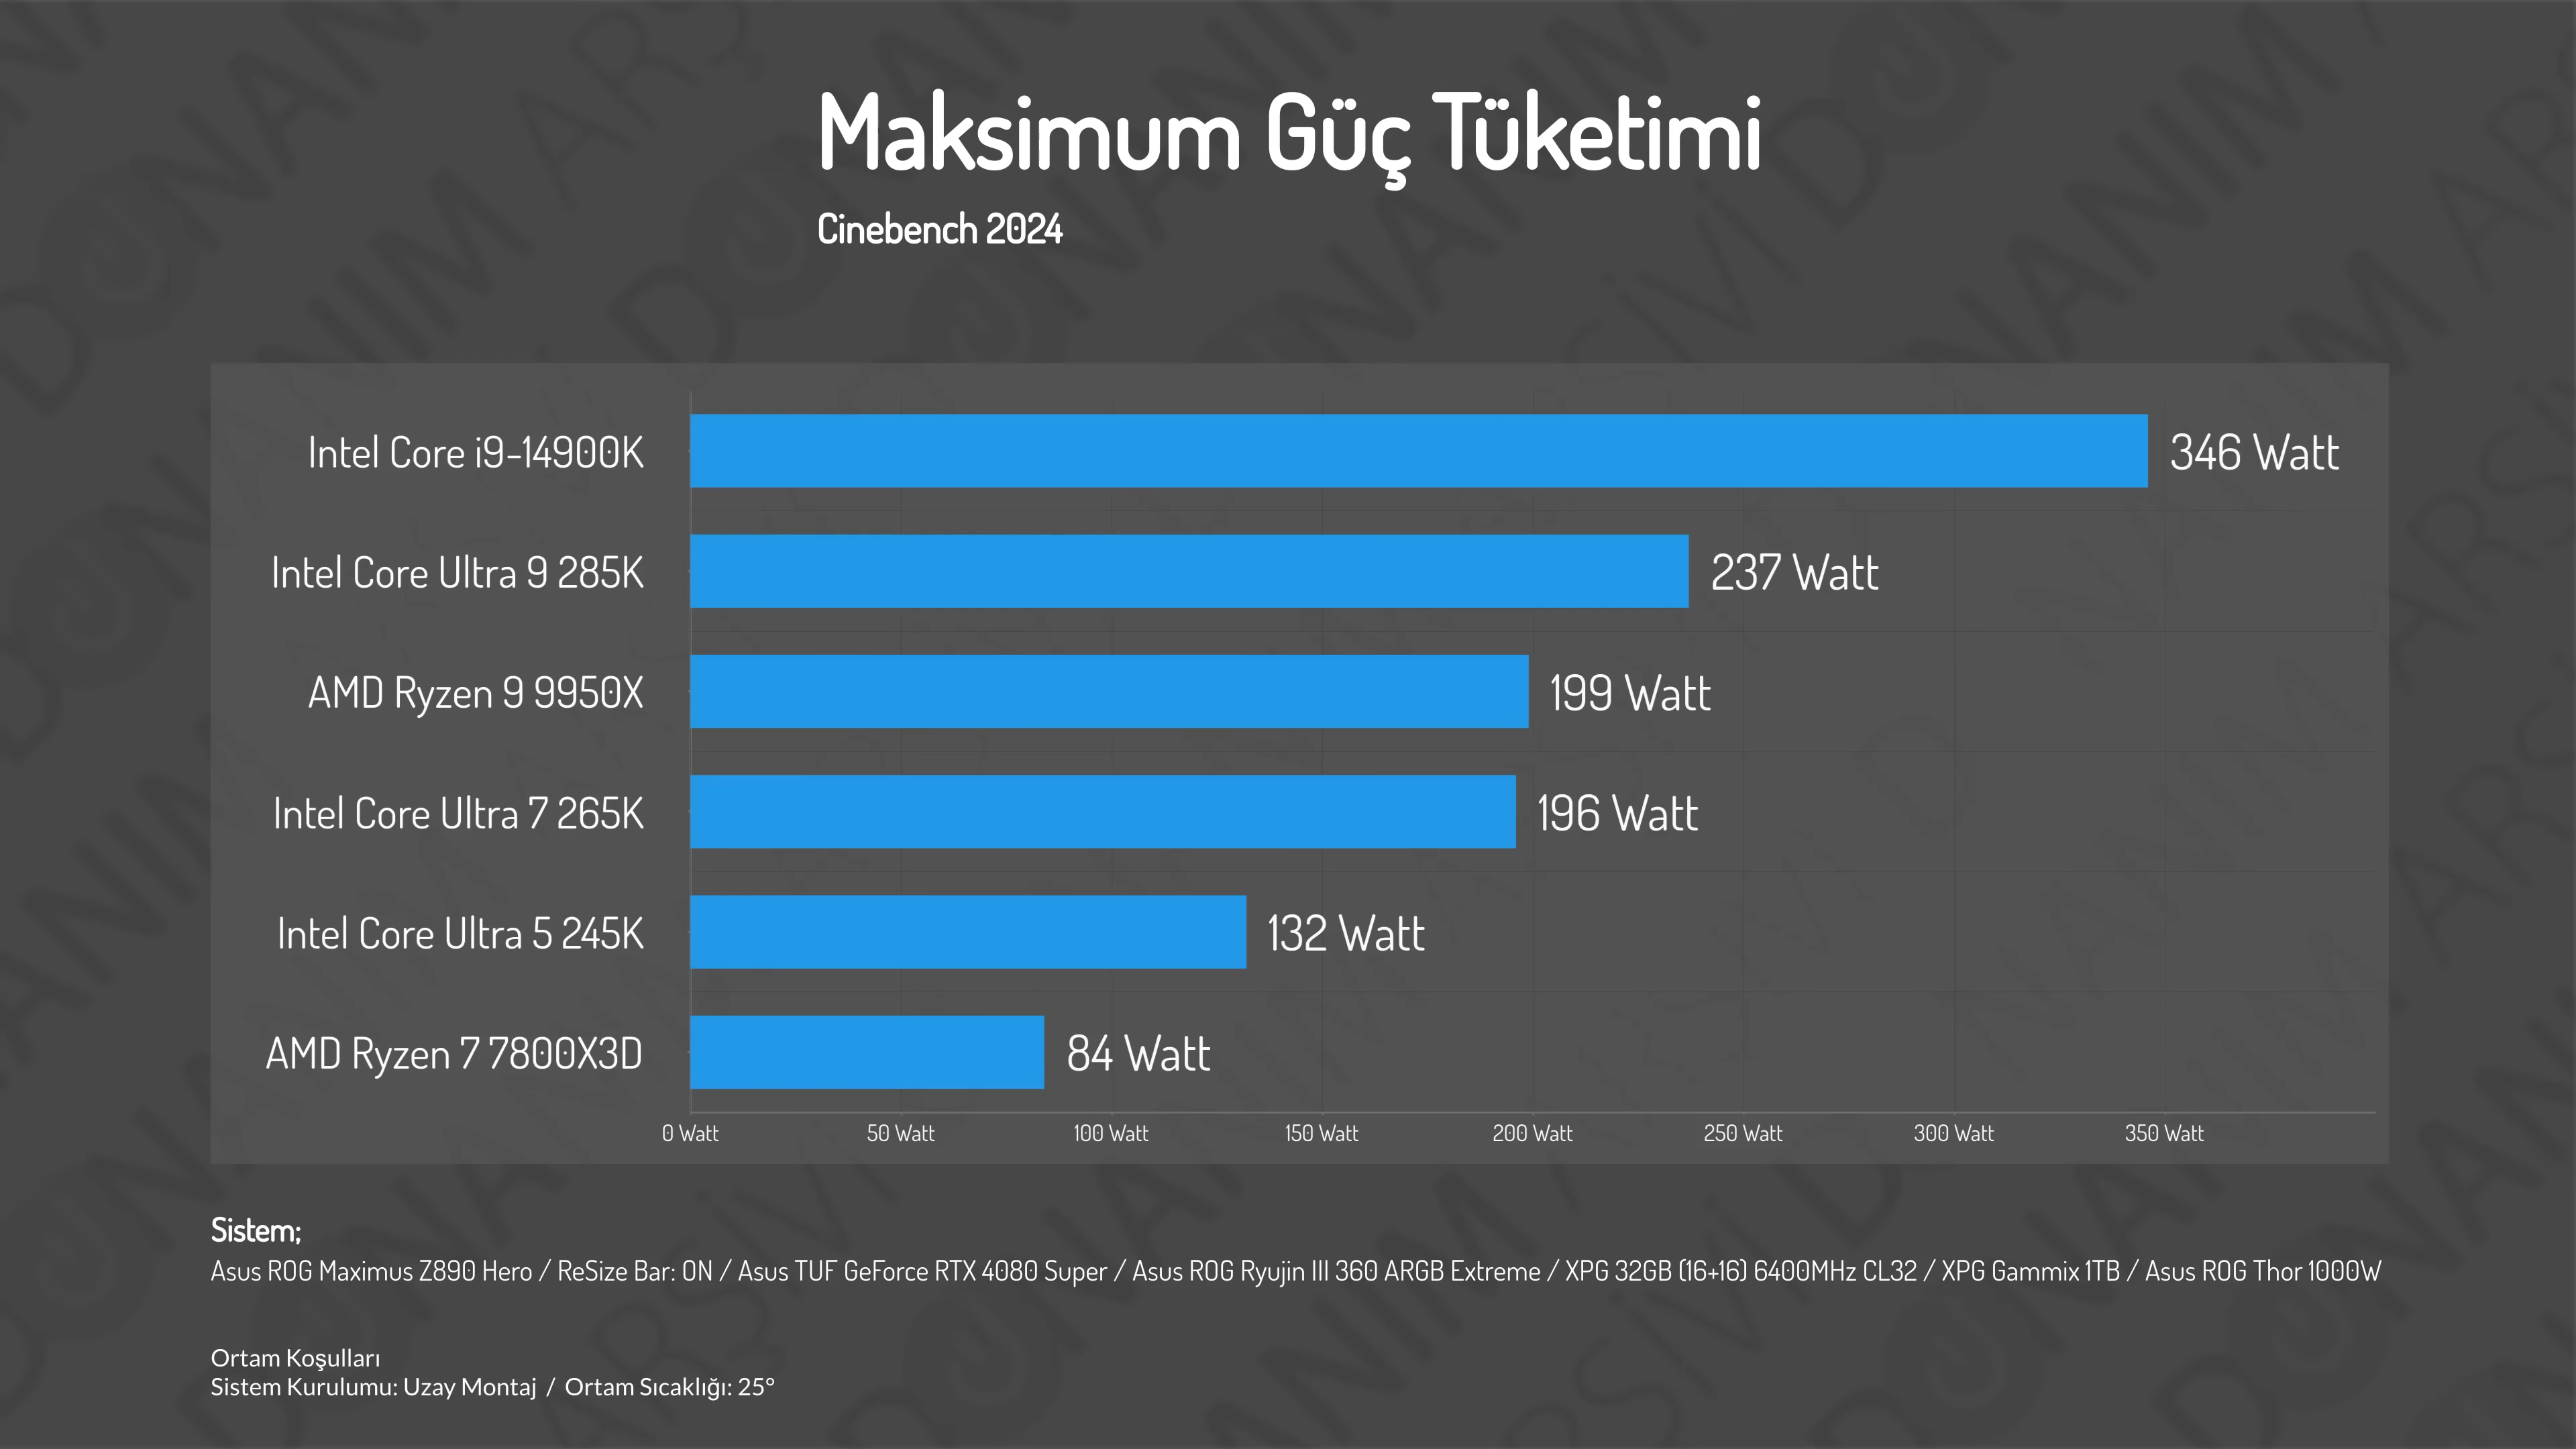 Maksimum Güç Tüketimi
Cinebench 2024
Intel Core i9-14900K 346 Watt
Intel Core Ultra 9 285K 237 Watt
AMD Ryzen 9 9950X 199 Watt
Intel Core Ultra 7 265K 196 Watt
Intel Core Ultra 5 245K 132 Watt
AMD Ryzen 7 7800X3D 84 Watt
0 Watt 50 Watt 100 Watt 150 Watt 200 Watt 250 Watt 300 Watt 350 Watt
Sistem;
Asus ROG Maximus Z890 Hero / ReSize Bar: ON / Asus TUF GeForce RTX 4080 Super / Asus ROG Ryujin III 360 ARGB Extreme / XPG 32GB (16+16) 6400MHz CL32 / XPG Gammix 1TB / Asus ROG Thor 1000W
Ortam Koşulları
Sistem Kurulumu: Uzay Montaj / Ortam Sıcaklığı: 25°